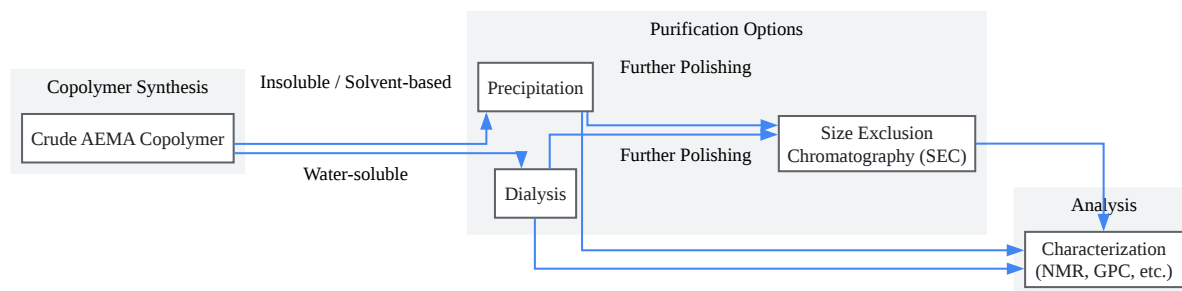 Purification Options
Copolymer Synthesis
Insoluble / Solvent-based
Precipitation
Further Polishing
Crude AEMA Copolymer
Size Exclusion
Chromatography (SEC)
Water-soluble
Dialysis
Further Polishing
Analysis
Characterization
(NMR, GPC, etc.)